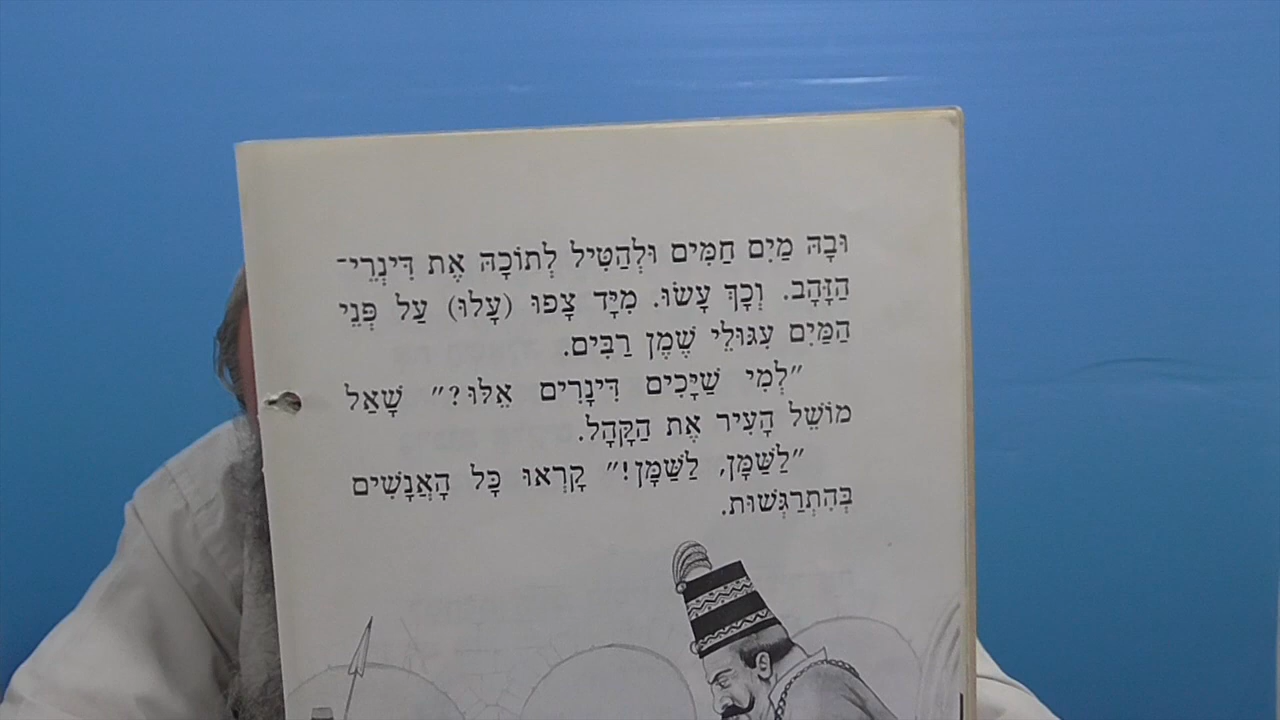 וּבָהּ מַיִם חַמִּים וּלְהַטִּיל לְתוֹכָהּ אֶת דִּינְרֵי־
הַזָּהָב. וְכָךְ עָשׂוּ. מִיָּד צָפוּ (עָלוּ) עַל פְּנֵי
הַמַּיִם עִגּוּלֵי שֶׁמֶן רַבִּים.
"לְמִי שַׁיָּכִים דִּינָרִים אֵלּוּ?" שָׁאַל
מוֹשֵׁל הָעִיר אֶת הַקָּהָל.
"לַשַּׁמָּן, לַשַּׁמָּן!" קָרְאוּ כָּל הָאֲנָשִׁים
בְּהִתְרַגְּשׁוּת.